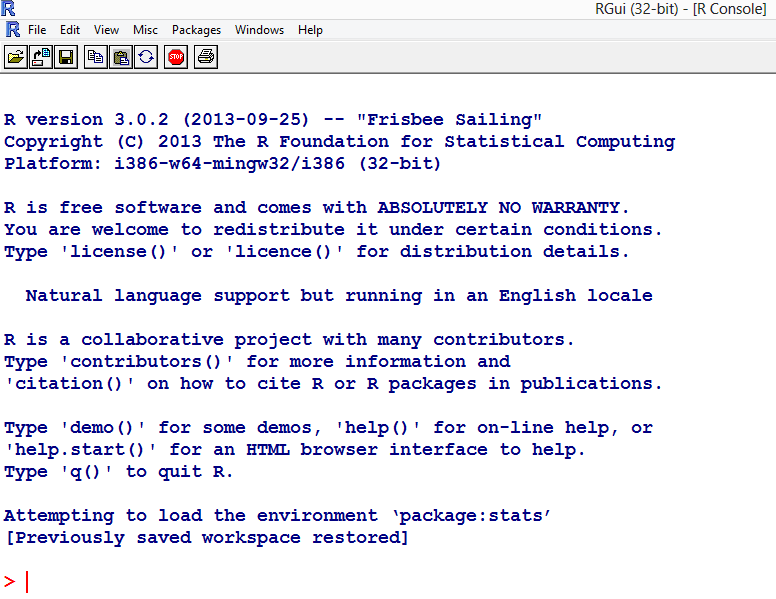 R RGui (32-bit) - [R Console]
R File Edit View Misc Packages Windows Help
STOP
R version 3.0.2 (2013-09-25) -- "Frisbee Sailing"
Copyright (C) 2013 The R Foundation for Statistical Computing
Platform: i386-w64-mingw32/i386 (32-bit)
R is free software and comes with ABSOLUTELY NO WARRANTY.
You are welcome to redistribute it under certain conditions.
Type 'license()' or 'licence()' for distribution details.
Natural language support but running in an English locale
R is a collaborative project with many contributors.
Type 'contributors()' for more information and
'citation()' on how to cite R or R packages in publications.
Type 'demo()' for some demos, 'help()' for on-line help, or
'help.start()' for an HTML browser interface to help.
Type 'q()' to quit R.
Attempting to load the environment ‘package:stats’
[Previously saved workspace restored]
>